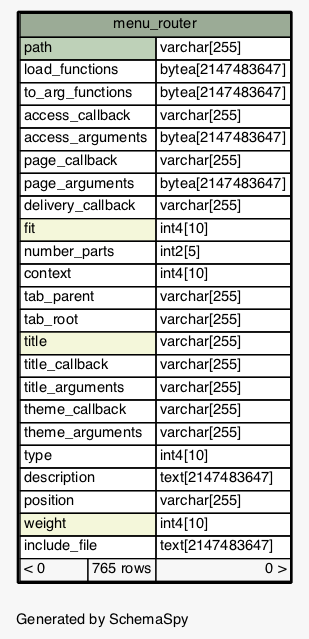 menu_router
path varchar[255]
load_functions bytea[2147483647]
to_arg_functions bytea[2147483647]
access_callback varchar[255]
access_arguments bytea[2147483647]
page_callback varchar[255]
page_arguments bytea[2147483647]
delivery_callback varchar[255]
fit int4[10]
number_parts int2[5]
context int4[10]
tab_parent varchar[255]
tab_root varchar[255]
title varchar[255]
title_callback varchar[255]
title_arguments varchar[255]
theme_callback varchar[255]
theme_arguments varchar[255]
type int4[10]
description text[2147483647]
position varchar[255]
weight int4[10]
include_file text[2147483647]
< 0 765 rows 0 >
Generated by SchemaSpy